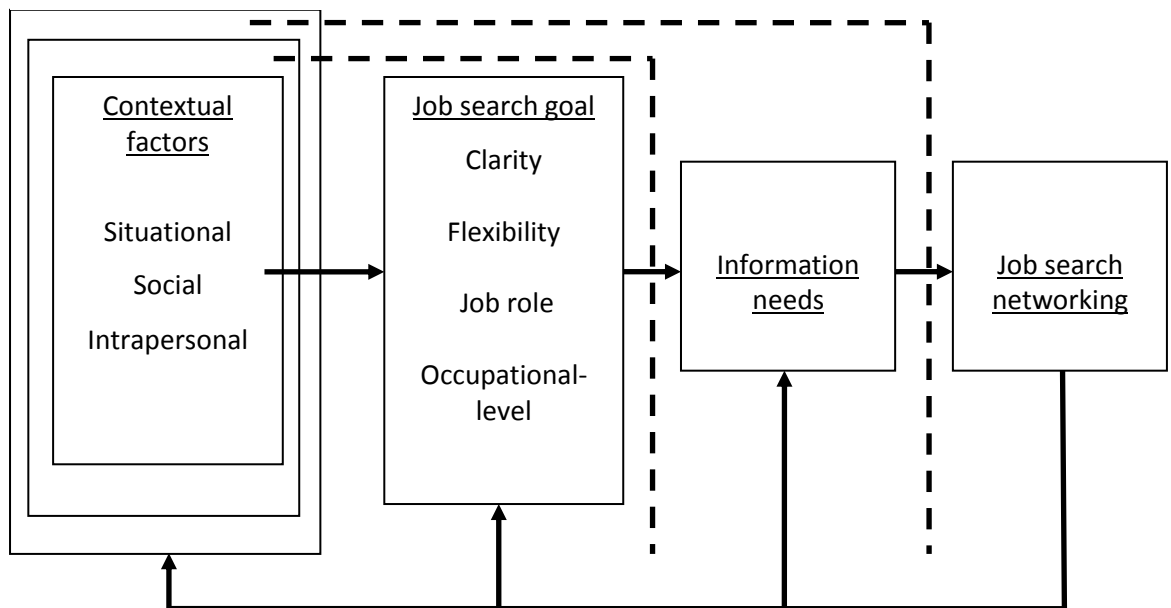 Contextual
factors
Situational
Social
Intrapersonal
Job search goal
Clarity
Flexibility
Job role
Occupational-
level
Information
needs
Job search
networking